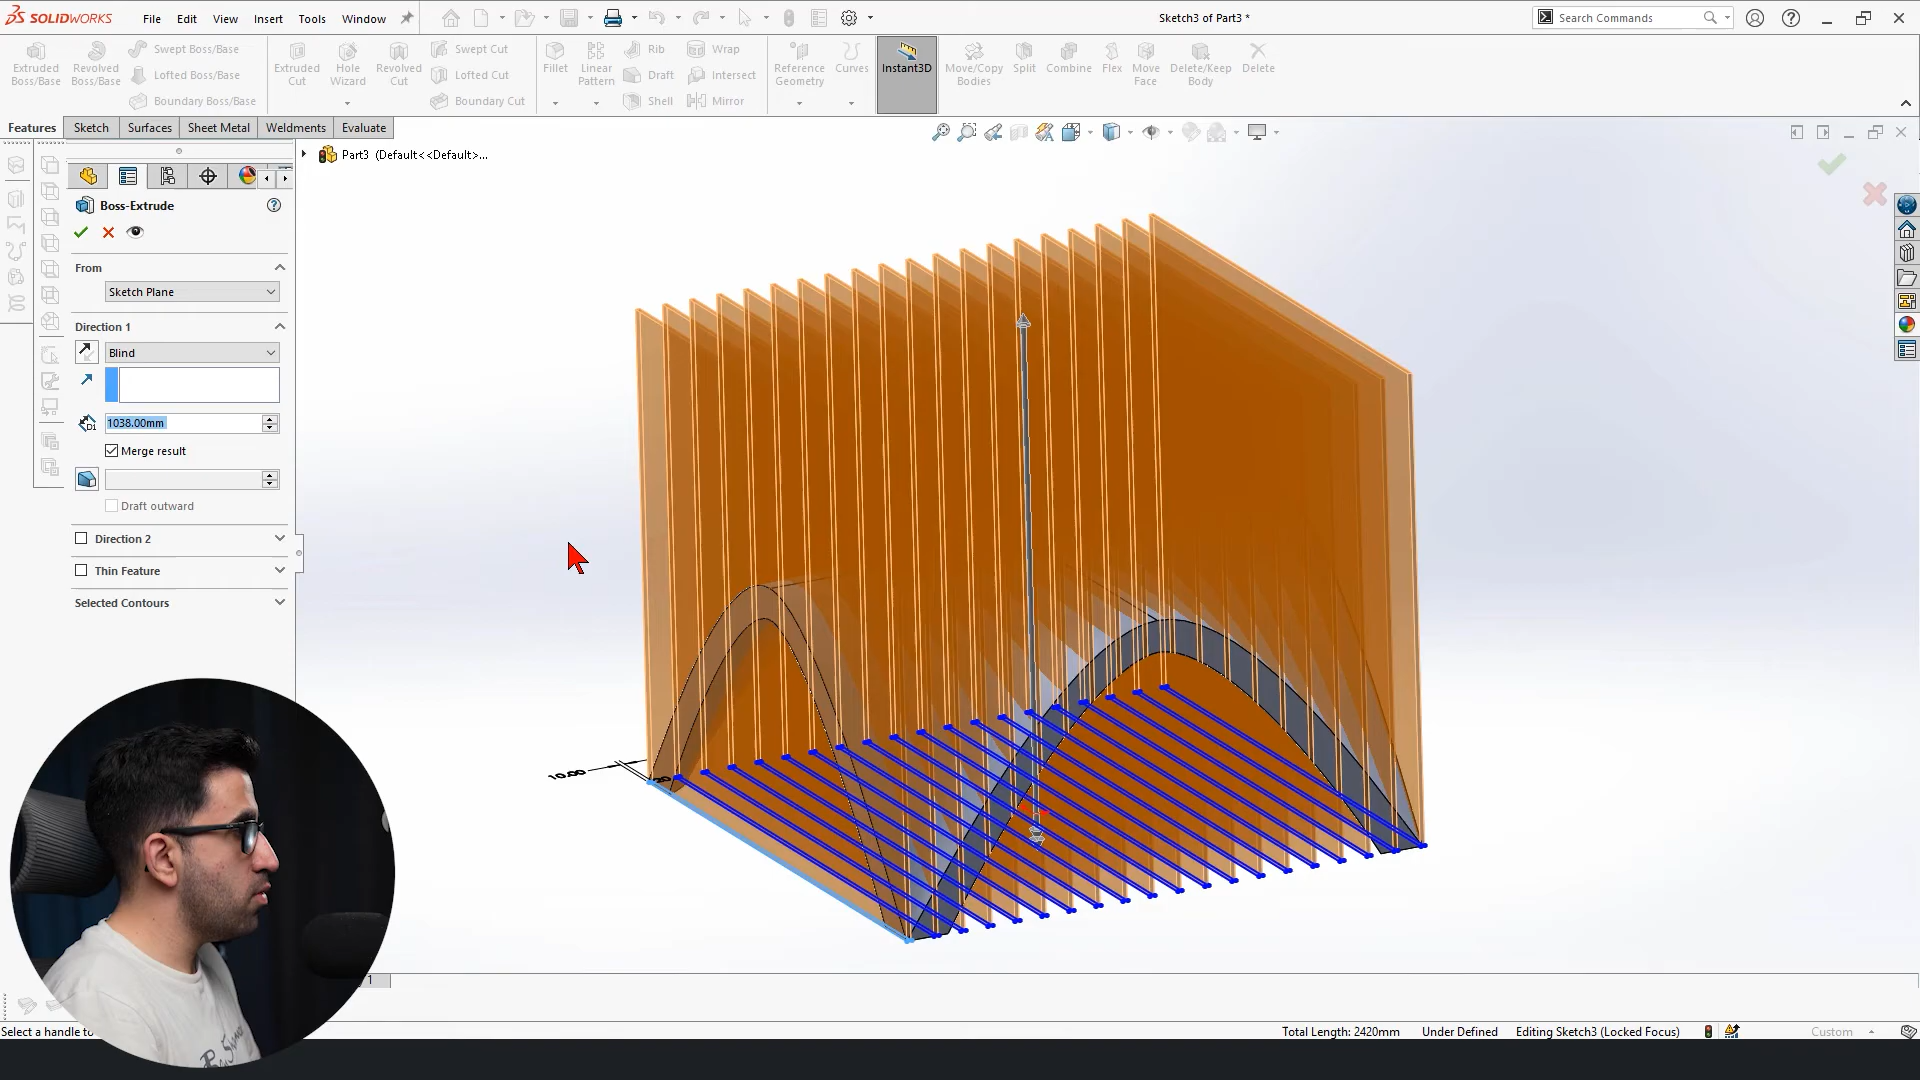 SOLIDWORKS
File Edit View Insert Tools Window
Sketch3 of Part3 *
Search Commands
Extruded Boss/Base
Revolved Boss/Base
Swept Boss/Base
Lofted Boss/Base
Boundary Boss/Base
Extruded Cut
Hole Wizard
Revolved Cut
Swept Cut
Lofted Cut
Boundary Cut
Fillet
Linear Pattern
Rib
Draft
Shell
Wrap
Intersect
Mirror
Reference Geometry
Curves
Instant3D
Move/Copy Bodies
Split
Combine
Flex
Move Face
Delete/Keep Body
Delete
Features Sketch Surfaces Sheet Metal Weldments Evaluate
Part3 (Default<<Default>...
Boss-Extrude
From
Sketch Plane
Direction 1
Blind
D1
1038.00mm
Merge result
Draft outward
Direction 2
Thin Feature
Selected Contours
10.00
20
1
Select a handle to
Total Length: 2420mm
Under Defined
Editing Sketch3 (Locked Focus)
Custom